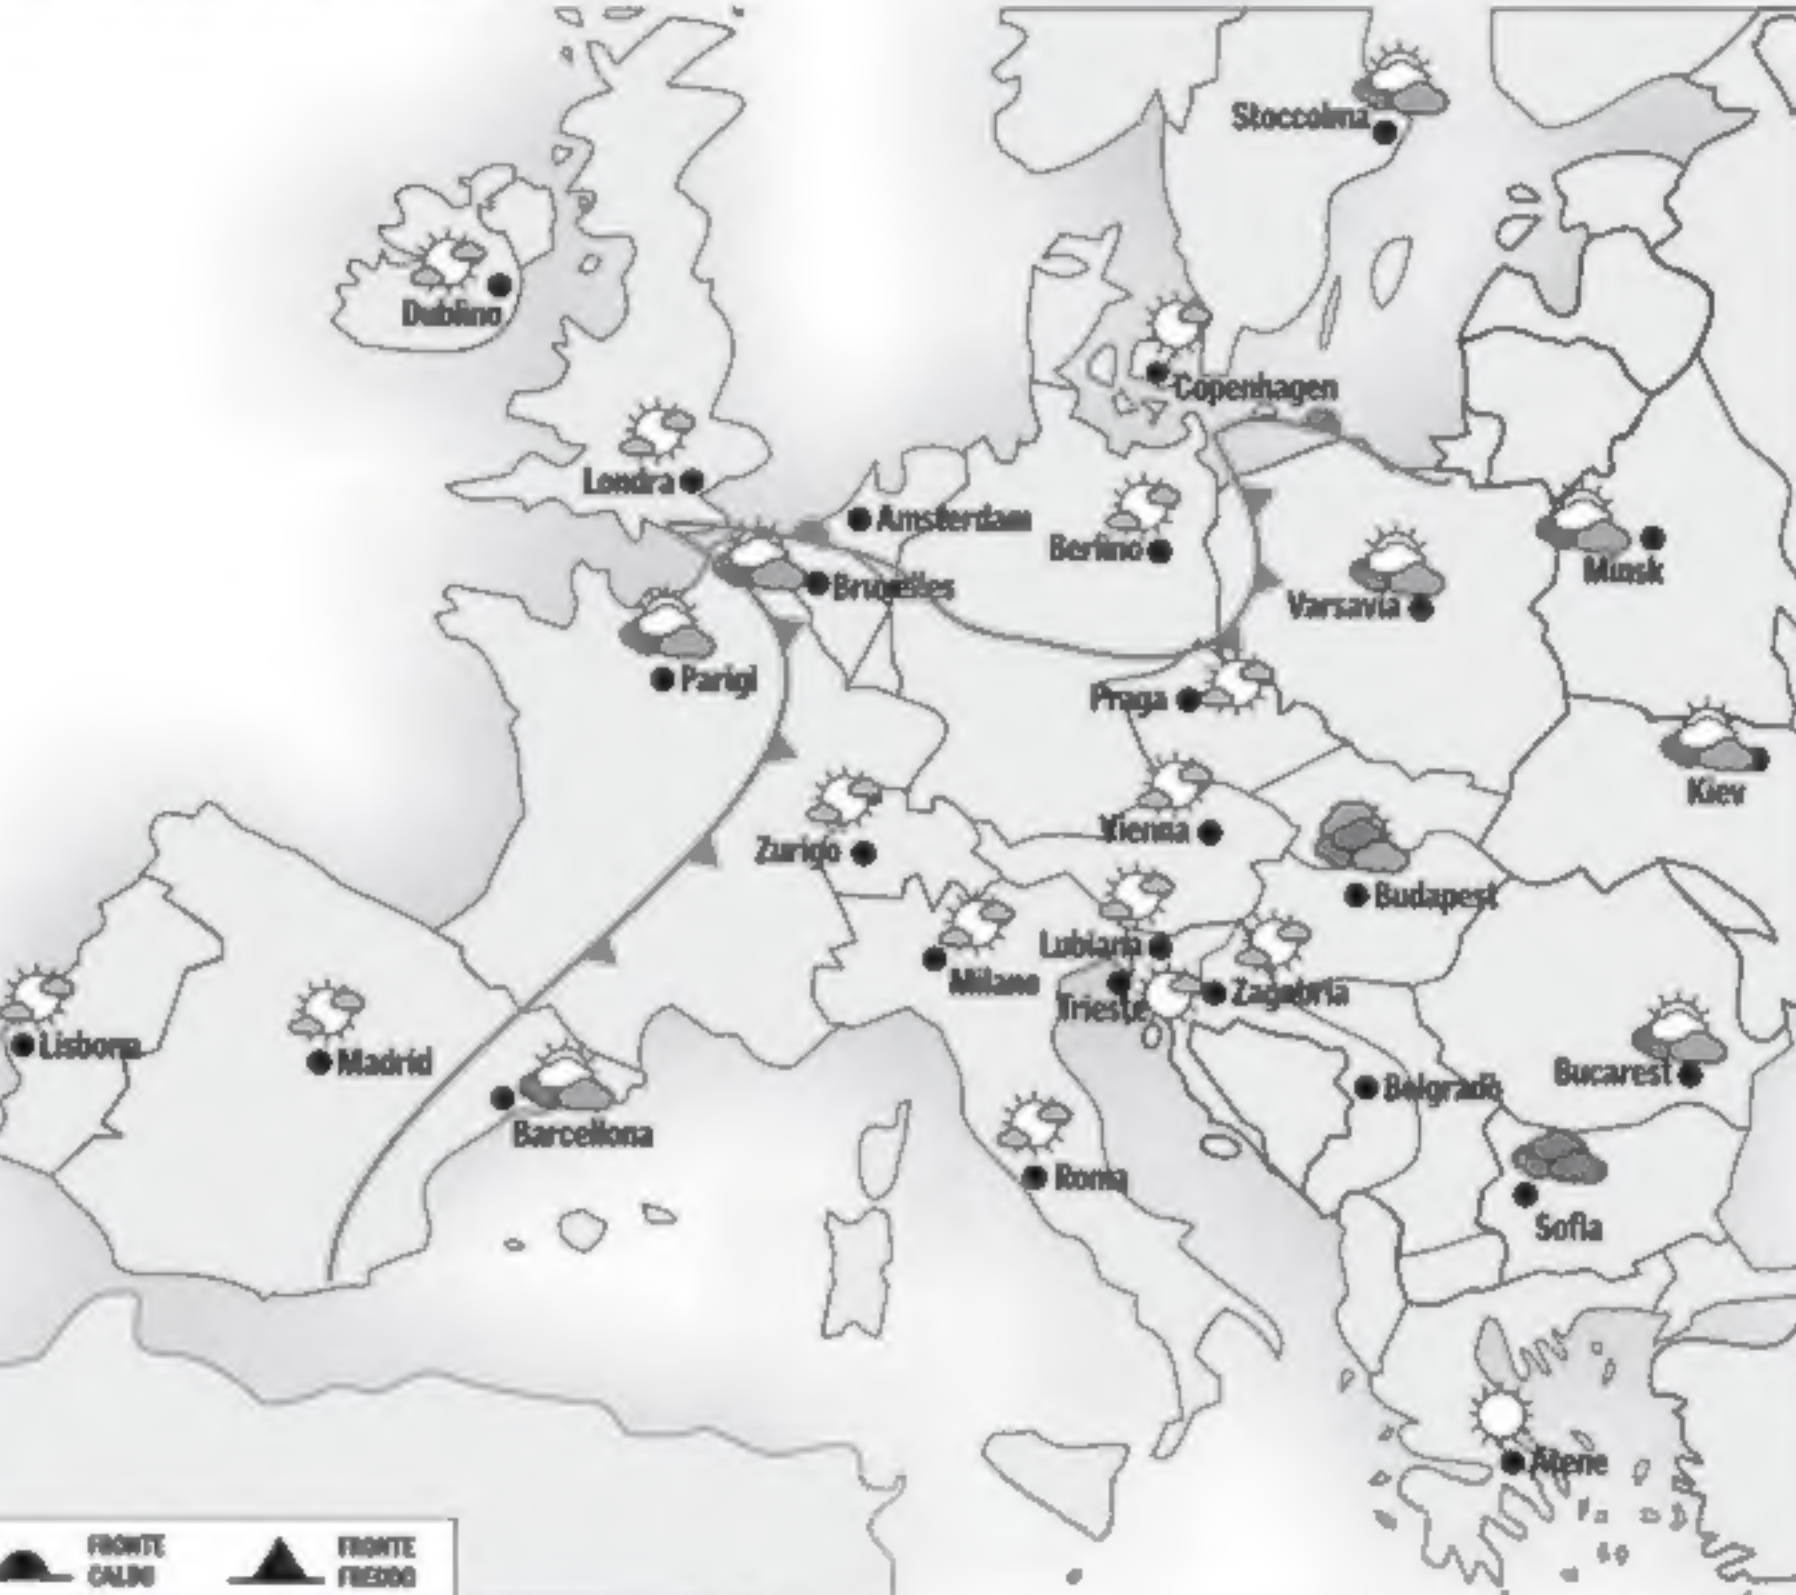 Stoccolma
Dublino
Copenhagen
Londra
Amsterdam
Berlino
Bruxelles
Varsavia
Minsk
Parigi
Praga
Kiev
Vienna
Zurigo
Budapest
Lubiana
Milano
Trieste
Zagabria
Lisbona
Madrid
Belgrado
Bucarest
Barcellona
Roma
Sofia
Atene
FRONTE
CALDO
FRONTE
FREDDO